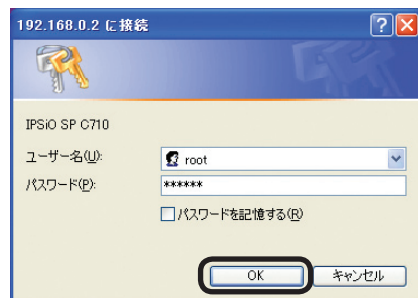 192.168.0.2 に接続
IPSiO SP C710
ユーザー名(U):
root
パスワード(P):
******
パスワードを記憶する(R)
OK
キャンセル